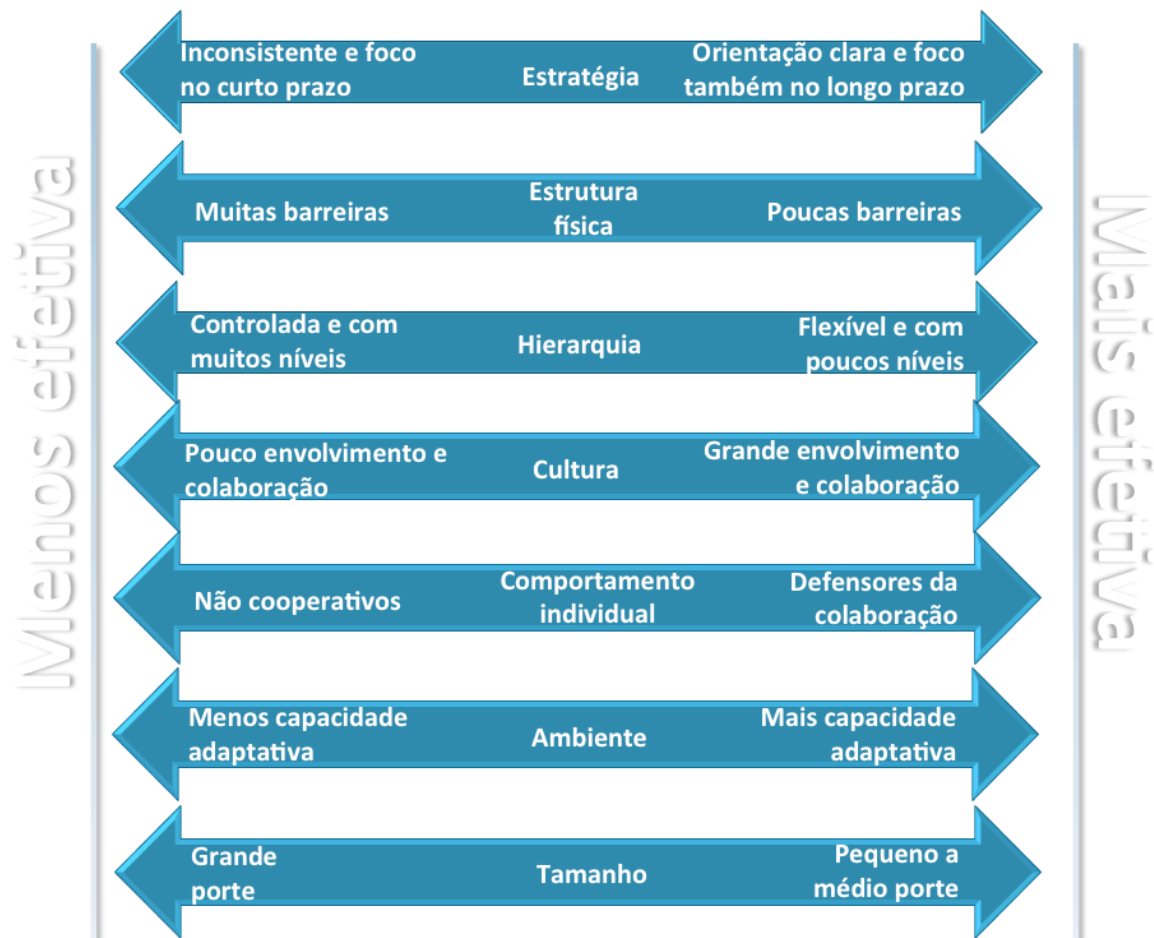 Menos efetiva
Inconsistente e foco
no curto prazo
Estratégia
Orientação clara e foco
também no longo prazo
Muitas barreiras
Estrutura
física
Poucas barreiras
Controlada e com
muitos níveis
Hierarquia
Flexível e com
poucos níveis
Pouco envolvimento e
colaboração
Cultura
Grande envolvimento
e colaboração
Não cooperativos
Comportamento
individual
Defensores da
colaboração
Menos capacidade
adaptativa
Ambiente
Mais capacidade
adaptativa
Grande
porte
Tamanho
Pequeno a
médio porte
Mais efetiva